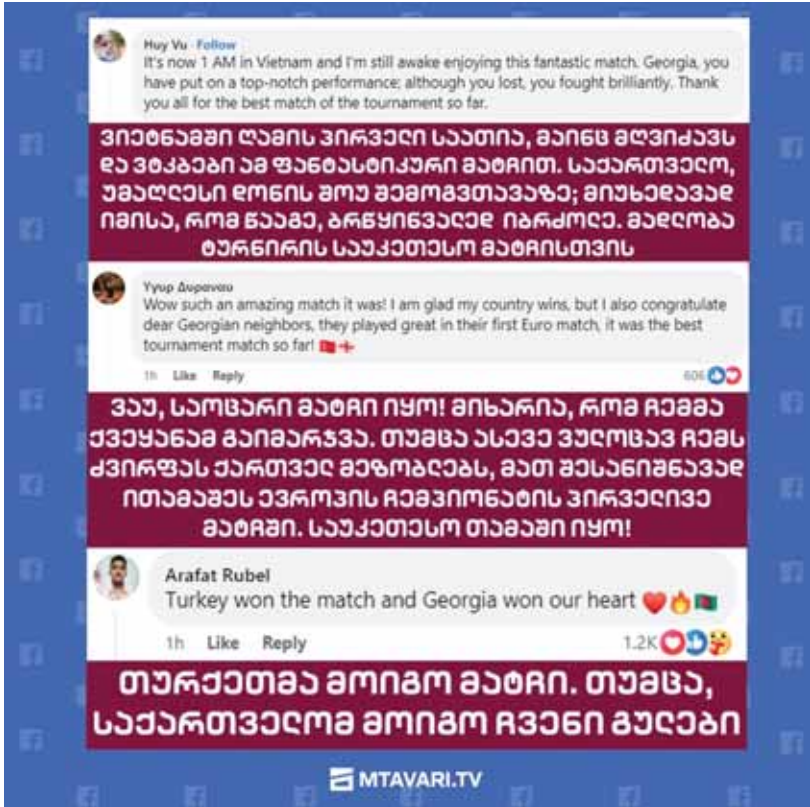 Huy Vu · Follow
It's now 1 AM in Vietnam and I'm still awake enjoying this fantastic match. Georgia, you
have put on a top-notch performance; although you lost, you fought brilliantly. Thank
you all for the best match of the tournament so far.
ვიეტნამში ღამის პირველი საათია, მაინც მღვიძავს
და ვტკბები ამ ფანტასტიკური მატჩით. საქართველო,
უმაღლესი დონის შოუ შემოგვთავაზე; მიუხედავად
იმისა, რომ წააგე, ბრწყინვალედ იბრძოლე. მადლობა
ტურნირის საუკეთესო მატჩისთვის
Yyup Δυραναυ
Wow such an amazing match it was! I am glad my country wins, but I also congratulate
dear Georgian neighbors, they played great in their first Euro match, it was the best
tournament match so far! 🇹🇷🇬🇪
1h Like Reply 606
ვაუ, საოცარი მატჩი იყო! მიხარია, რომ ჩემმა
ქვეყანამ გაიმარჯვა. თუმცა ასევე ვულოცავ ჩემს
ძვირფას ქართველ მეზობლებს, მათ შესანიშნავად
ითამაშეს ევროპის ჩემპიონატის პირველივე
მატჩში. საუკეთესო თამაში იყო!
Arafat Rubel
Turkey won the match and Georgia won our heart ❤️🔥🇧🇩
1h Like Reply 1.2K
თურქეთმა მოიგო მატჩი. თუმცა,
საქართველომ მოიგო ჩვენი გულები
MTAVARI.TV